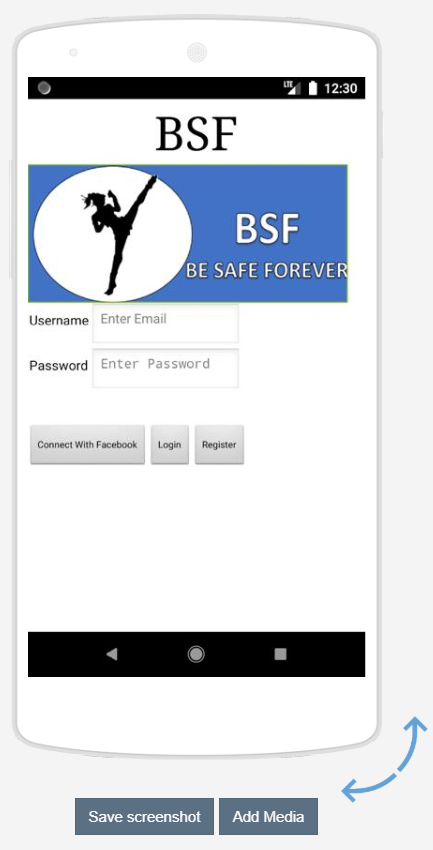 LTE 12:30
BSF
BSF
BE SAFE FOREVER
Username Enter Email
Password Enter Password
Connect With Facebook Login Register
Save screenshot Add Media